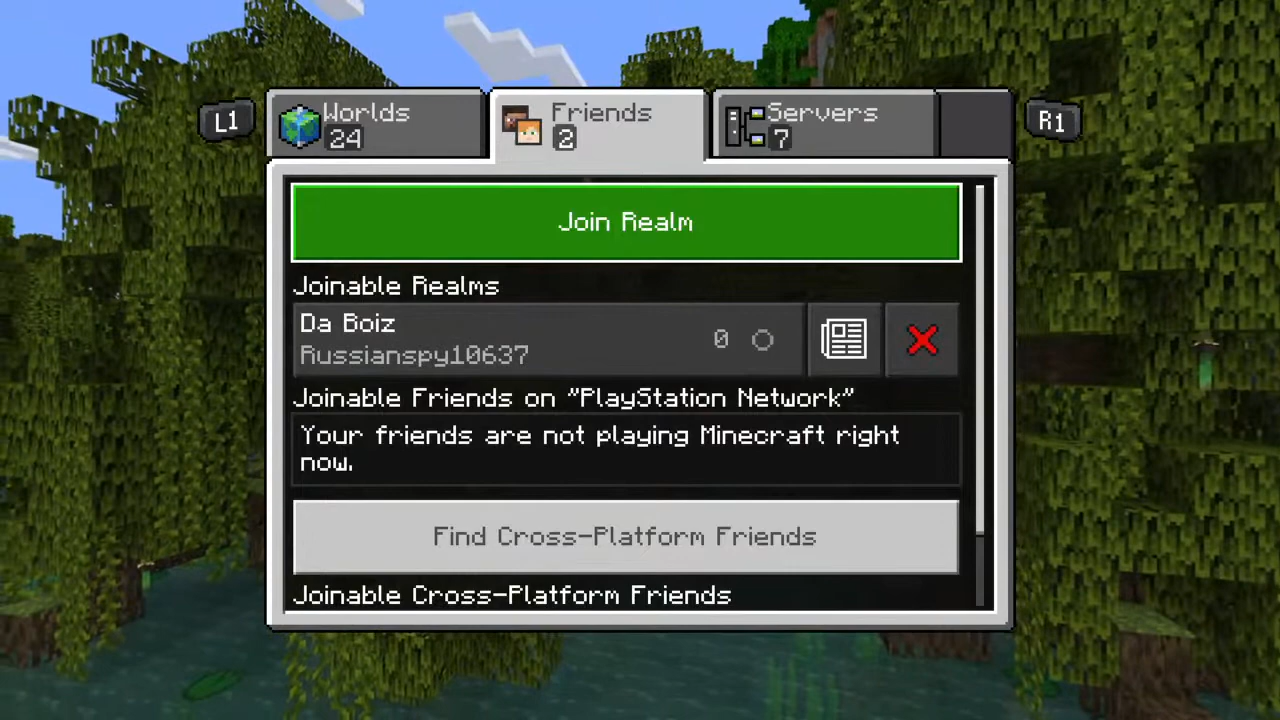 L1
Worlds
24
Friends
2
Servers
7
R1
Join Realm
Joinable Realms
Da Boiz
0
Russianspy10637
Joinable Friends on "PlayStation Network"
Your friends are not playing Minecraft right
now.
Find Cross-Platform Friends
Joinable Cross-Platform Friends